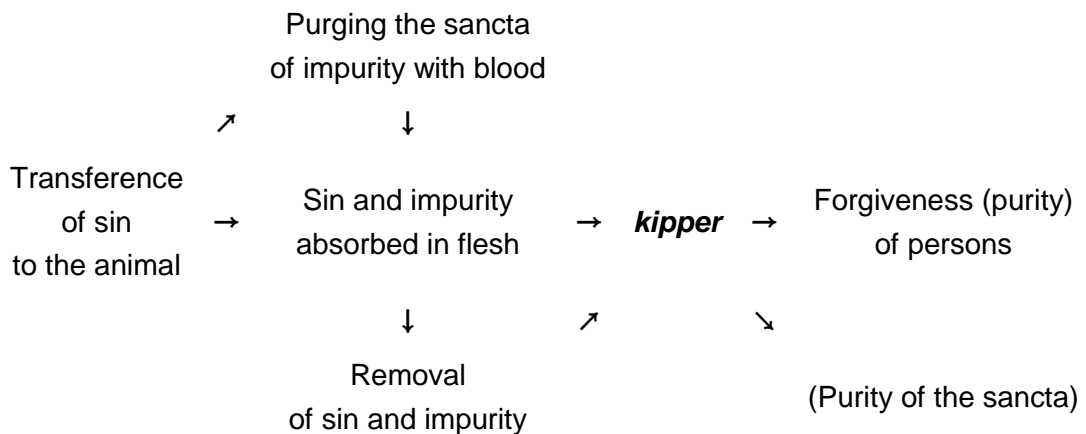 Purging the sancta
of impurity with blood
↗ ↓
Transference
of sin
to the animal
→
Sin and impurity
absorbed in flesh
→ kipper →
Forgiveness (purity)
of persons
↓ ↗ ↘
Removal
of sin and impurity
(Purity of the sancta)